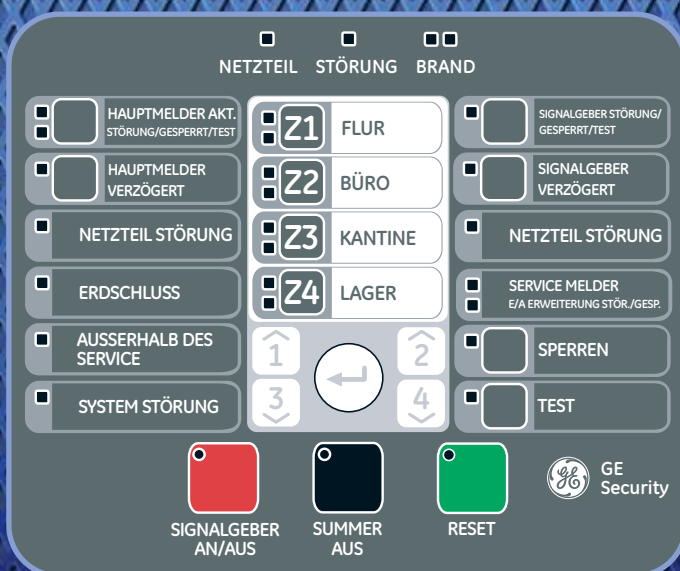 NETZTEIL STÖRUNG BRAND
HAUPTMELDER AKT.
STÖRUNG/GESPERRT/TEST
HAUPTMELDER
VERZÖGERT
NETZTEIL STÖRUNG
ERDSCHLUSS
AUSSERHALB DES
SERVICE
SYSTEM STÖRUNG
Z1 FLUR
Z2 BÜRO
Z3 KANTINE
Z4 LAGER
1 2
3 4
SIGNALGEBER STÖRUNG/
GESPERRT/TEST
SIGNALGEBER
VERZÖGERT
NETZTEIL STÖRUNG
SERVICE MELDER
E/A ERWEITERUNG STÖR./GESP.
SPERREN
TEST
SIGNALGEBER
AN/AUS
SUMMER
AUS
RESET
GE
GE
Security